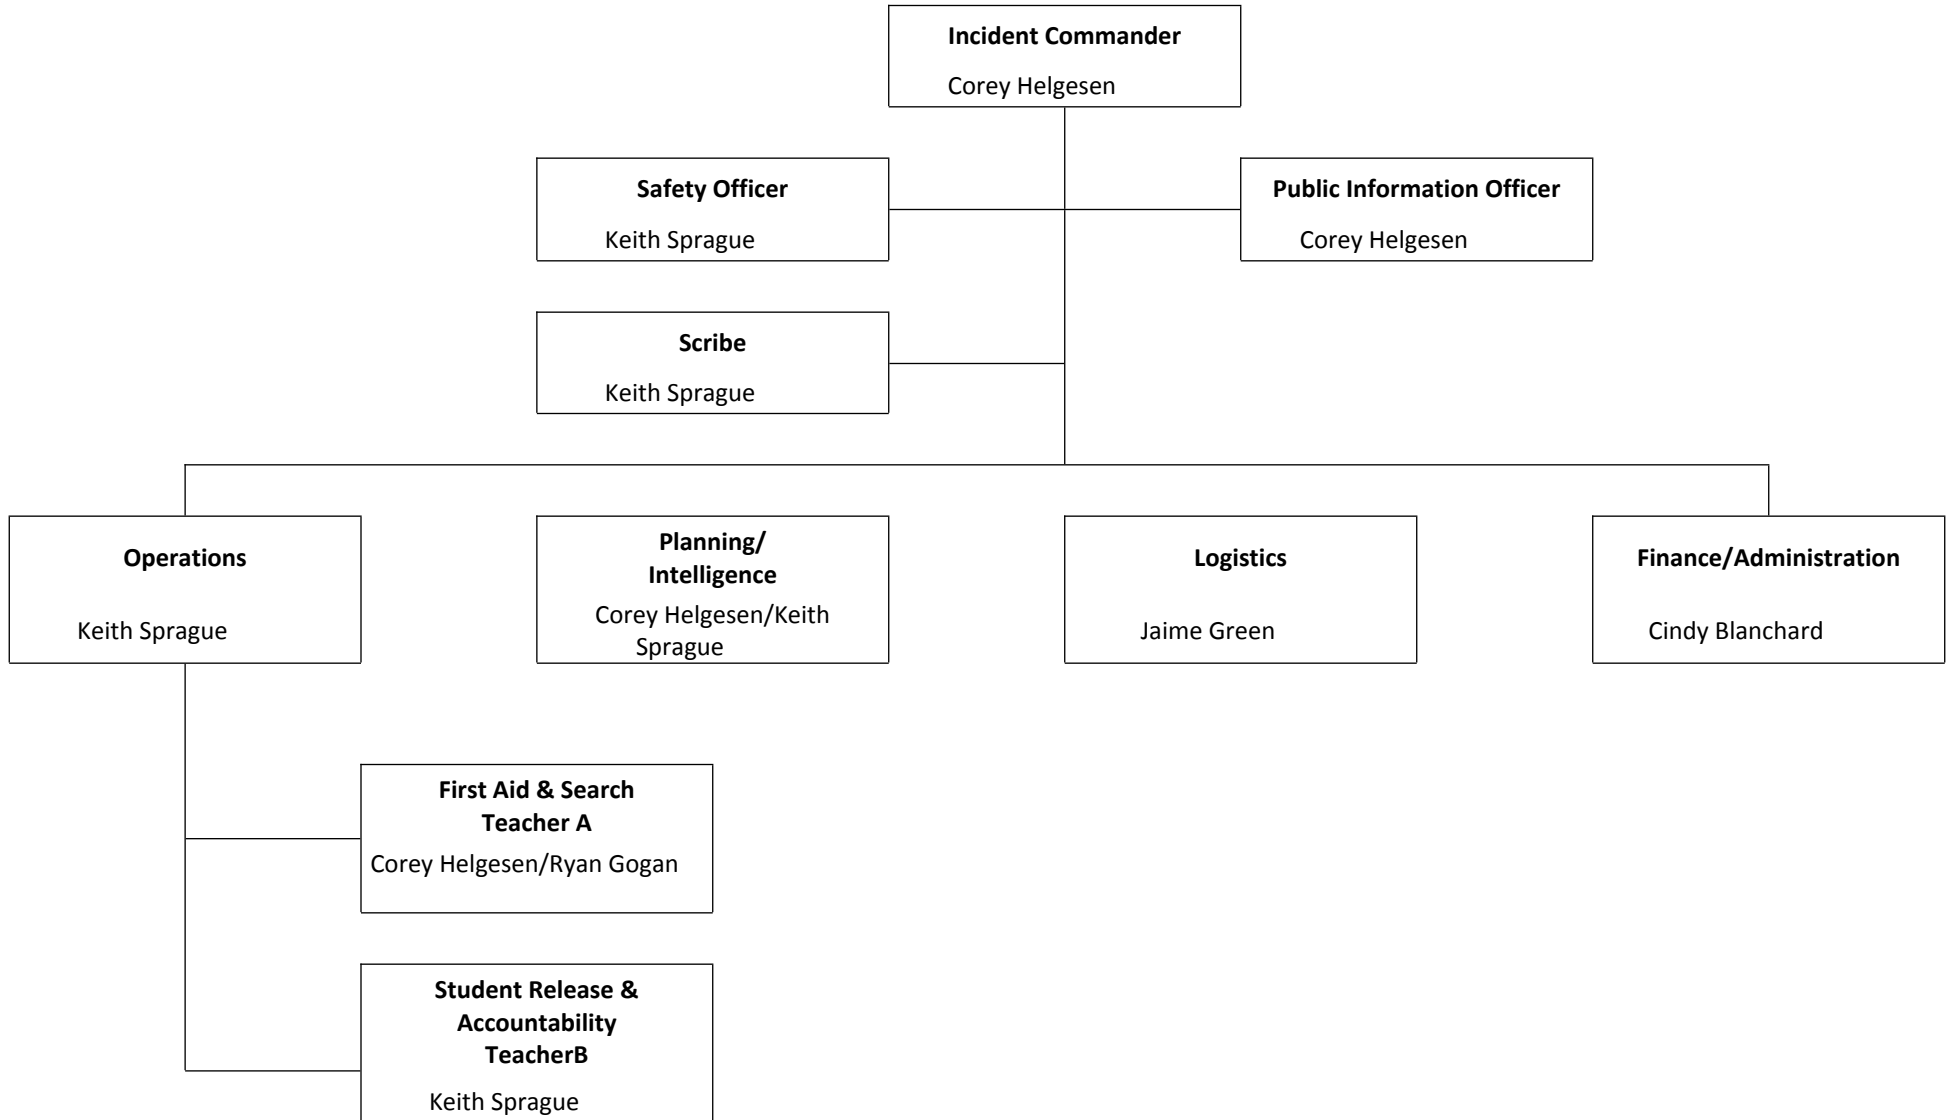 Incident Commander
Corey Helgesen
Safety Officer
Keith Sprague
Public Information Officer
Corey Helgesen
Scribe
Keith Sprague
Operations
Keith Sprague
Planning/
Intelligence
Corey Helgesen/Keith
Sprague
Logistics
Jaime Green
Finance/Administration
Cindy Blanchard
First Aid & Search
Teacher A
Corey Helgesen/Ryan Gogan
Student Release &
Accountability
TeacherB
Keith Sprague